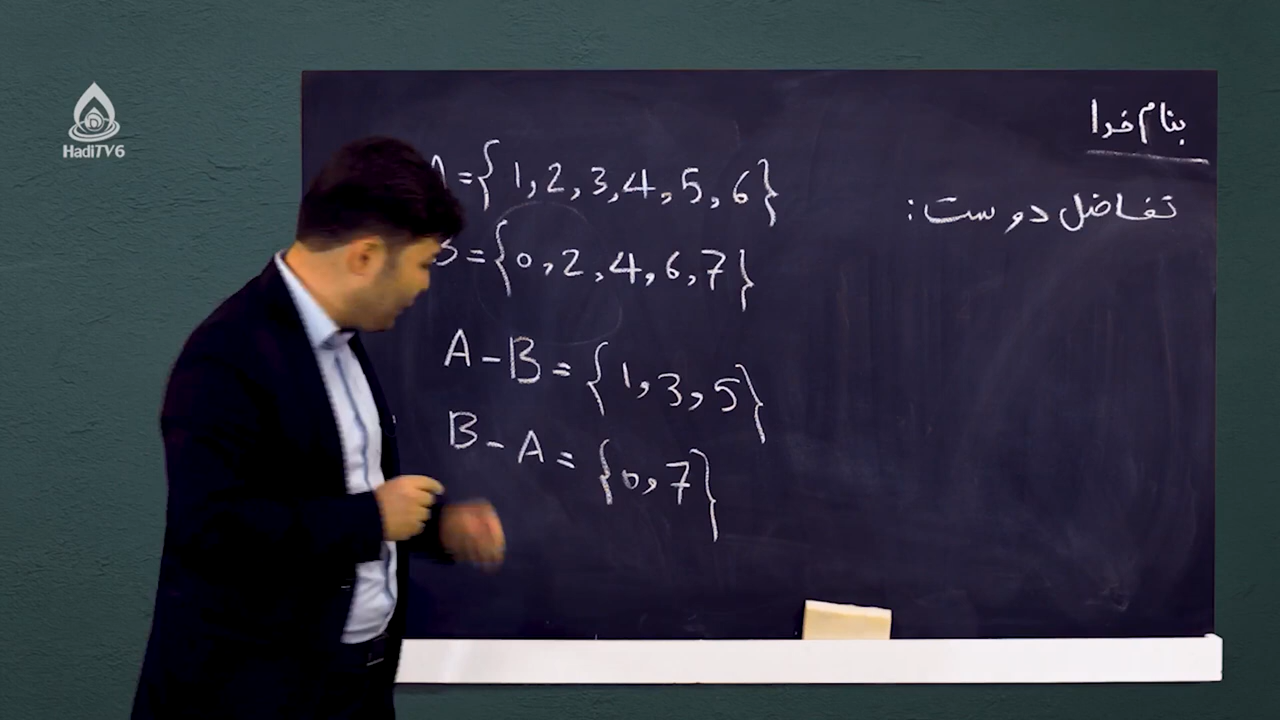 HadiTV6
بنام خدا
تفاضل دو ست:
A={1,2,3,4,5,6}
B={0,2,4,6,7}
A-B={1,3,5}
B-A={0,7}